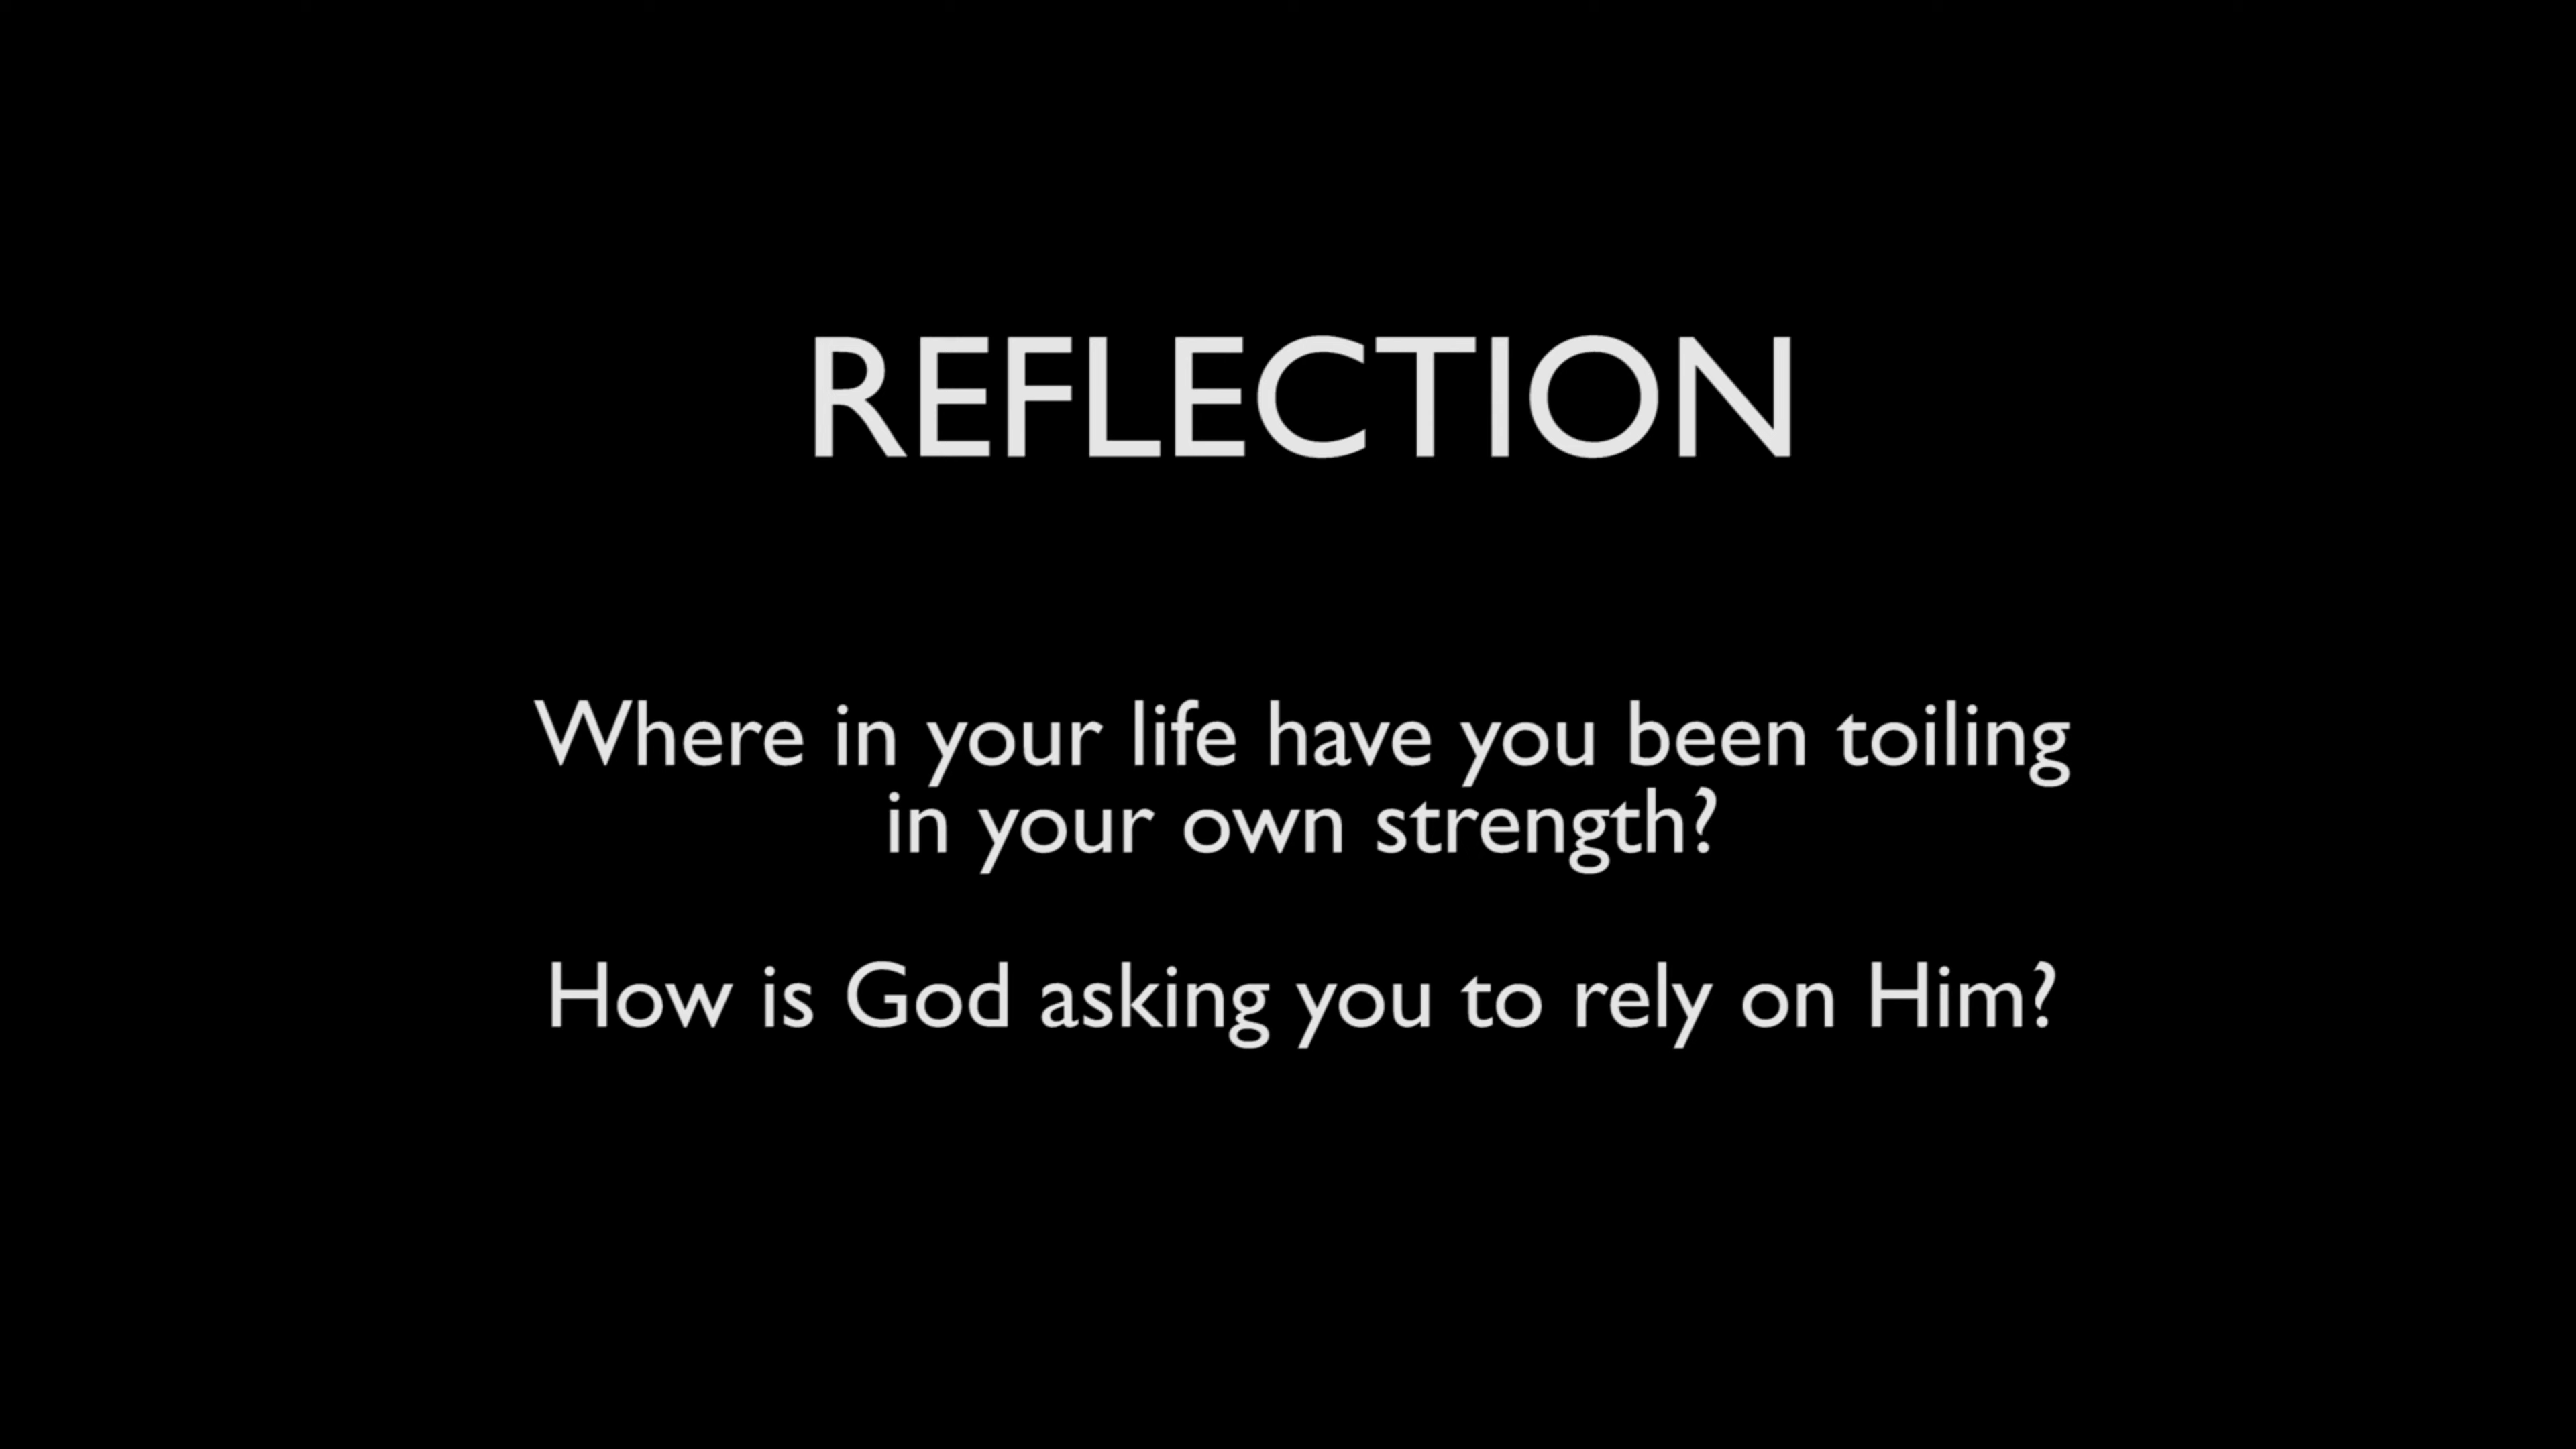 REFLECTION
Where in your life have you been toiling
in your own strength?
How is God asking you to rely on Him?